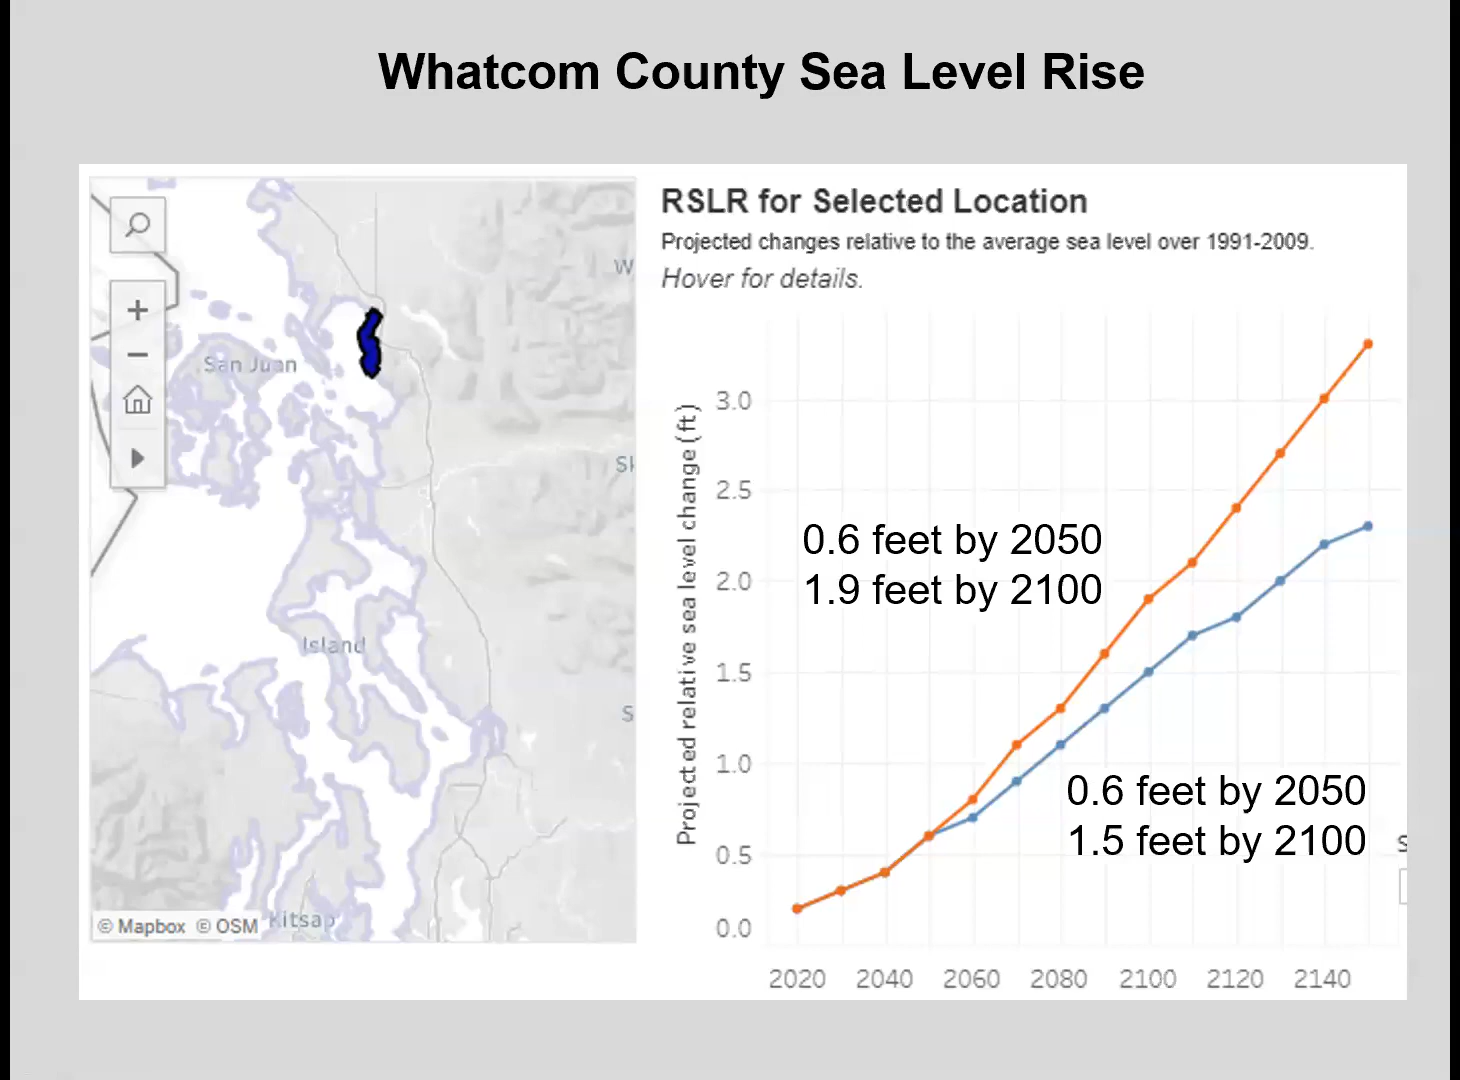 Whatcom County Sea Level Rise
RSLR for Selected Location
Projected changes relative to the average sea level over 1991-2009.
Hover for details.
W
San Juan
Sk
Island
S
Kitsap
© Mapbox © OSM
Projected relative sea level change (ft)
3.0
2.5
2.0
1.5
1.0
0.5
0.0
0.6 feet by 2050
1.9 feet by 2100
0.6 feet by 2050
1.5 feet by 2100
S
2020 2040 2060 2080 2100 2120 2140